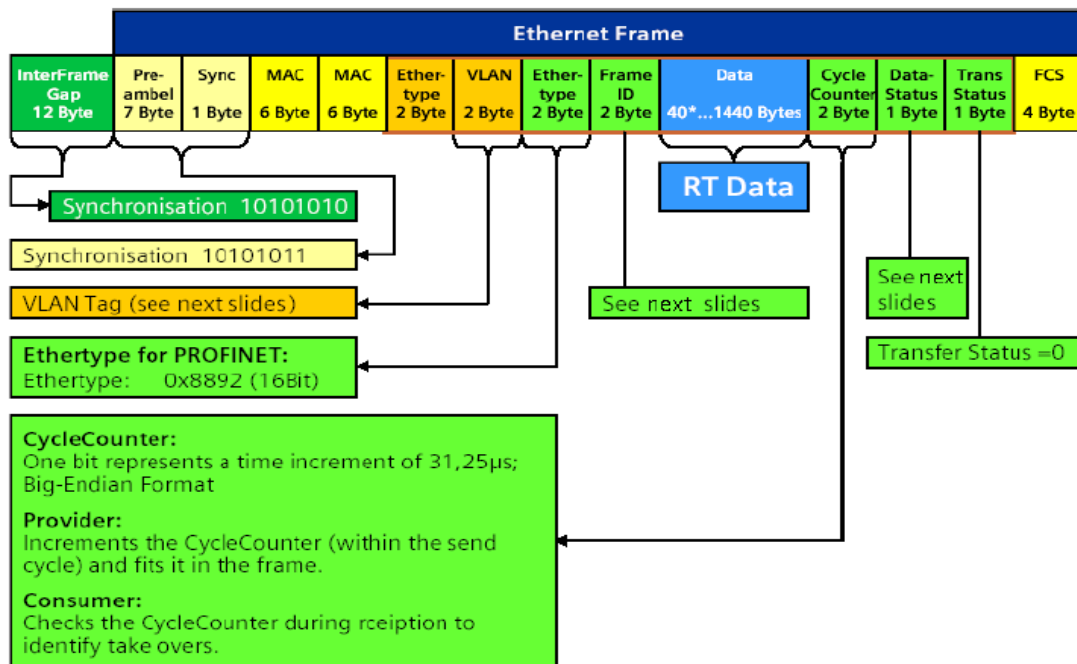 Ethernet Frame
InterFrame
Gap
12 Byte
Pre-
ambel
7 Byte
Sync
1 Byte
MAC
6 Byte
MAC
6 Byte
Ether-
type
2 Byte
VLAN
2 Byte
Ether-
type
2 Byte
Frame
ID
2 Byte
Data
40*...1440 Bytes
Cycle
Counter
2 Byte
Data-
Status
1 Byte
Trans
Status
1 Byte
FCS
4 Byte
RT Data
Synchronisation 10101010
Synchronisation 10101011
VLAN Tag (see next slides)
See next slides
See next
slides
Ethertype for PROFINET:
Ethertype: 0x8892 (16Bit)
Transfer Status =0
CycleCounter:
One bit represents a time increment of 31,25µs;
Big-Endian Format
Provider:
Increments the CycleCounter (within the send
cycle) and fits it in the frame.
Consumer:
Checks the CycleCounter during rceiption to
identify take overs.